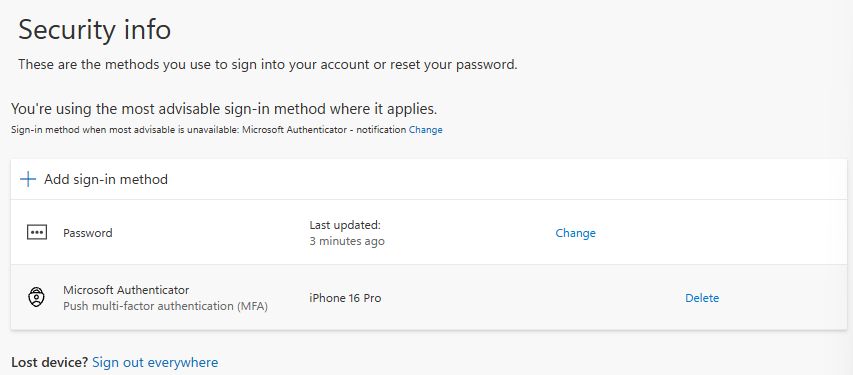 Security info
These are the methods you use to sign into your account or reset your password.
You're using the most advisable sign-in method where it applies.
Sign-in method when most advisable is unavailable: Microsoft Authenticator - notification Change
Add sign-in method
Password
Last updated:
3 minutes ago
Change
Microsoft Authenticator
Push multi-factor authentication (MFA)
iPhone 16 Pro
Delete
Lost device? Sign out everywhere